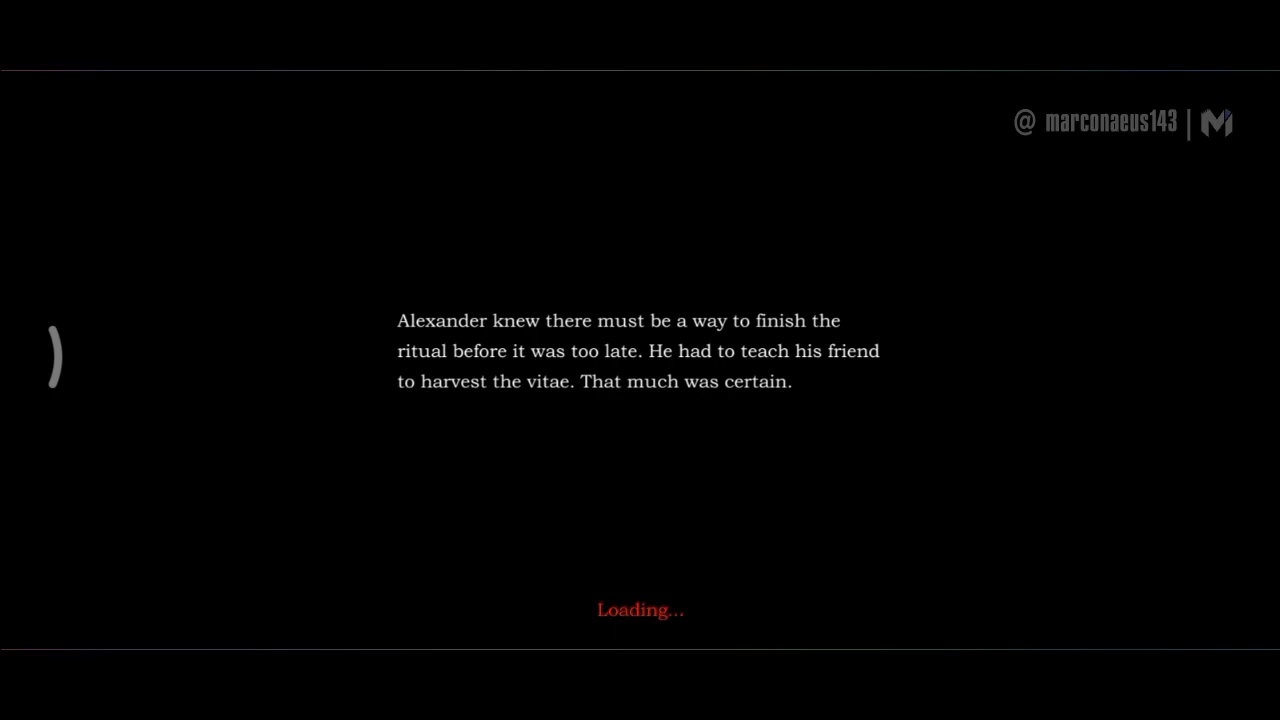 @ marconaeus143 |
Alexander knew there must be a way to finish the
ritual before it was too late. He had to teach his friend
to harvest the vitae. That much was certain.
Loading...